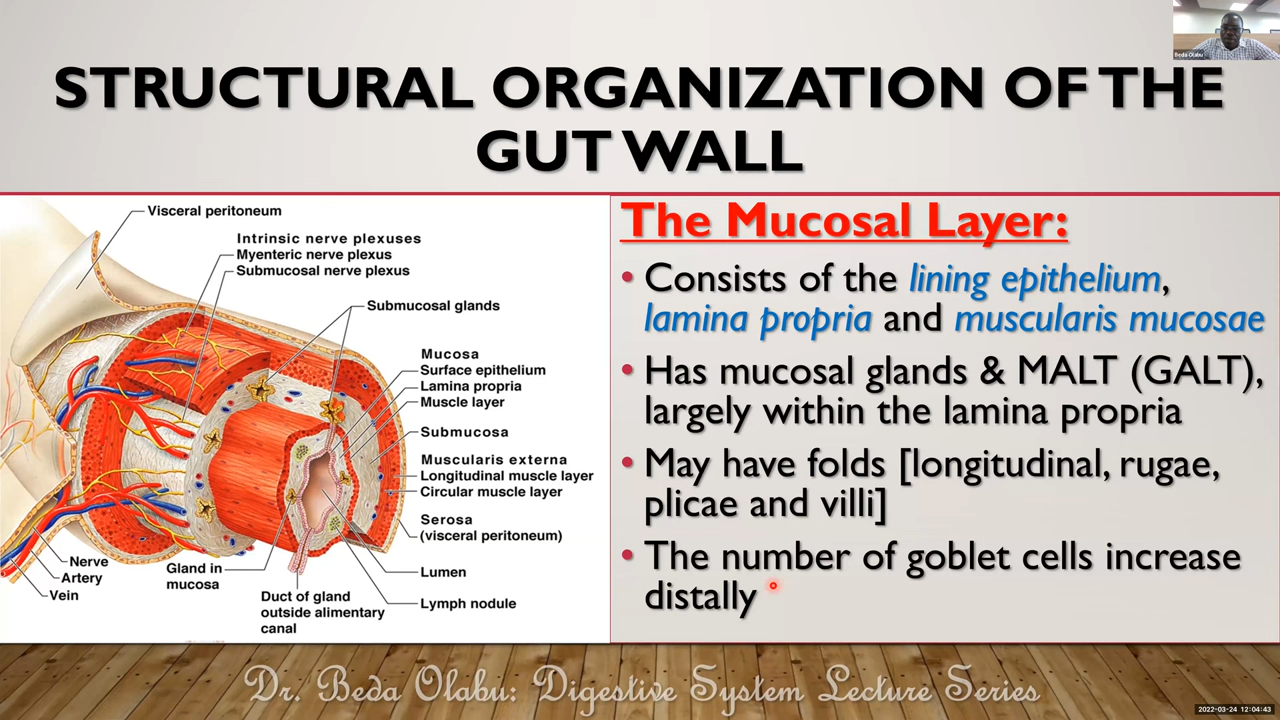 Beda Olabu
STRUCTURAL ORGANIZATION OF THE
GUT WALL
Visceral peritoneum
Intrinsic nerve plexuses
Myenteric nerve plexus
Submucosal nerve plexus
Submucosal glands
Mucosa
Surface epithelium
Lamina propria
Muscle layer
Submucosa
Muscularis externa
Longitudinal muscle layer
Circular muscle layer
Serosa
(visceral peritoneum)
Lumen
Lymph nodule
Nerve
Artery
Vein
Gland in
mucosa
Duct of gland
outside alimentary
canal
The Mucosal Layer:
• Consists of the lining epithelium,
lamina propria and muscularis mucosae
• Has mucosal glands & MALT (GALT),
largely within the lamina propria
• May have folds [longitudinal, rugae,
plicae and villi]
• The number of goblet cells increase
distally
Dr. Beda Olabu: Digestive System Lecture Series
2022-03-24 12:04:43